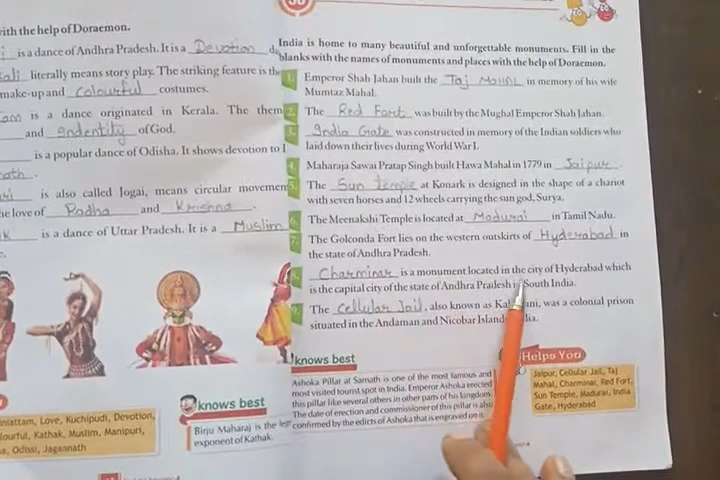 with the help of Doraemon.
is a dance of Andhra Pradesh. It is a Devotion
literally means story play. The striking feature is the
make-up and colourful costumes.
is a dance originated in Kerala. The
and endentity of God.
is a popular dance of Odisha. It shows devotion to
is also called Jogai, means circular movement
love of Radha and Krishna.
is a dance of Uttar Pradesh. It is a Muslim
Love, Kuchipudi, Devotion,
Kathak, Muslim, Manipuri,
Odissi, Jagannath
knows best
Birju Maharaj is the
exponent of Kathak.
India is home to many beautiful and unforgettable monuments. Fill in the
blanks with the names of monuments and places with the help of Doraemon.
1. Emperor Shah Jahan built the Taj MAHAL in memory of his wife
Mumtaz Mahal.
2. The Red Fort was built by the Mughal Emperor Shah Jahan.
3. India Gate was constructed in memory of the Indian soldiers who
laid down their lives during World War I.
4. Maharaja Sawai Pratap Singh built Hawa Mahal in 1779 in Jaipur.
5. The Sun temple at Konark is designed in the shape of a chariot
with seven horses and 12 wheels carrying the sun god, Surya.
6. The Meenakshi Temple is located at Madurai in Tamil Nadu.
7. The Golconda Fort lies on the western outskirts of Hyderabad in
the state of Andhra Pradesh.
8. Charminar is a monument located in the city of Hyderabad which
is the capital city of the state of Andhra Pradesh in South India.
9. The Cellular Jail, also known as Kala Pani, was a colonial prison
situated in the Andaman and Nicobar Islands, India.
knows best
Ashoka Pillar at Sarnath is one of the most famous and
most visited tourist spot in India. Emperor Ashoka erected
this pillar like several others in other parts of his kingdom.
The date of erection and commissioner of this pillar is also
confirmed by the edicts of Ashoka that is engraved on it.
Helps You
Jaipur, Cellular Jail, Taj
Mahal, Charminar, Red Fort,
Sun Temple, Madurai, India
Gate, Hyderabad